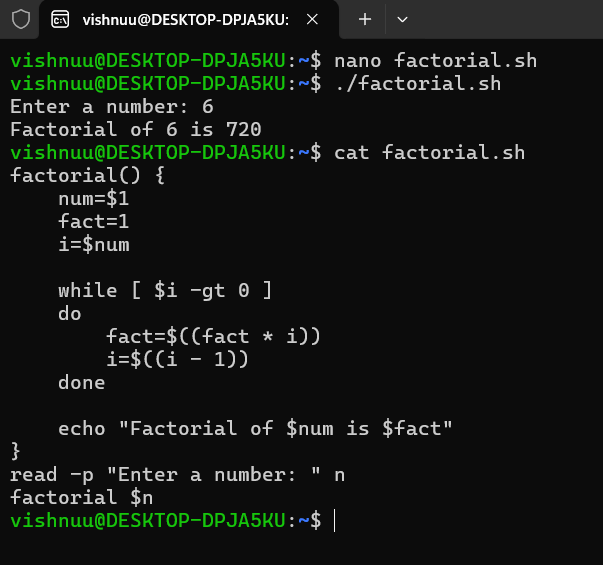 vishnuu@DESKTOP-DPJA5KU:
vishnuu@DESKTOP-DPJA5KU:~$ nano factorial.sh
vishnuu@DESKTOP-DPJA5KU:~$ ./factorial.sh
Enter a number: 6
Factorial of 6 is 720
vishnuu@DESKTOP-DPJA5KU:~$ cat factorial.sh
factorial() {
    num=$1
    fact=1
    i=$num

    while [ $i -gt 0 ]
    do
        fact=$((fact * i))
        i=$((i - 1))
    done

    echo "Factorial of $num is $fact"
}
read -p "Enter a number: " n
factorial $n
vishnuu@DESKTOP-DPJA5KU:~$